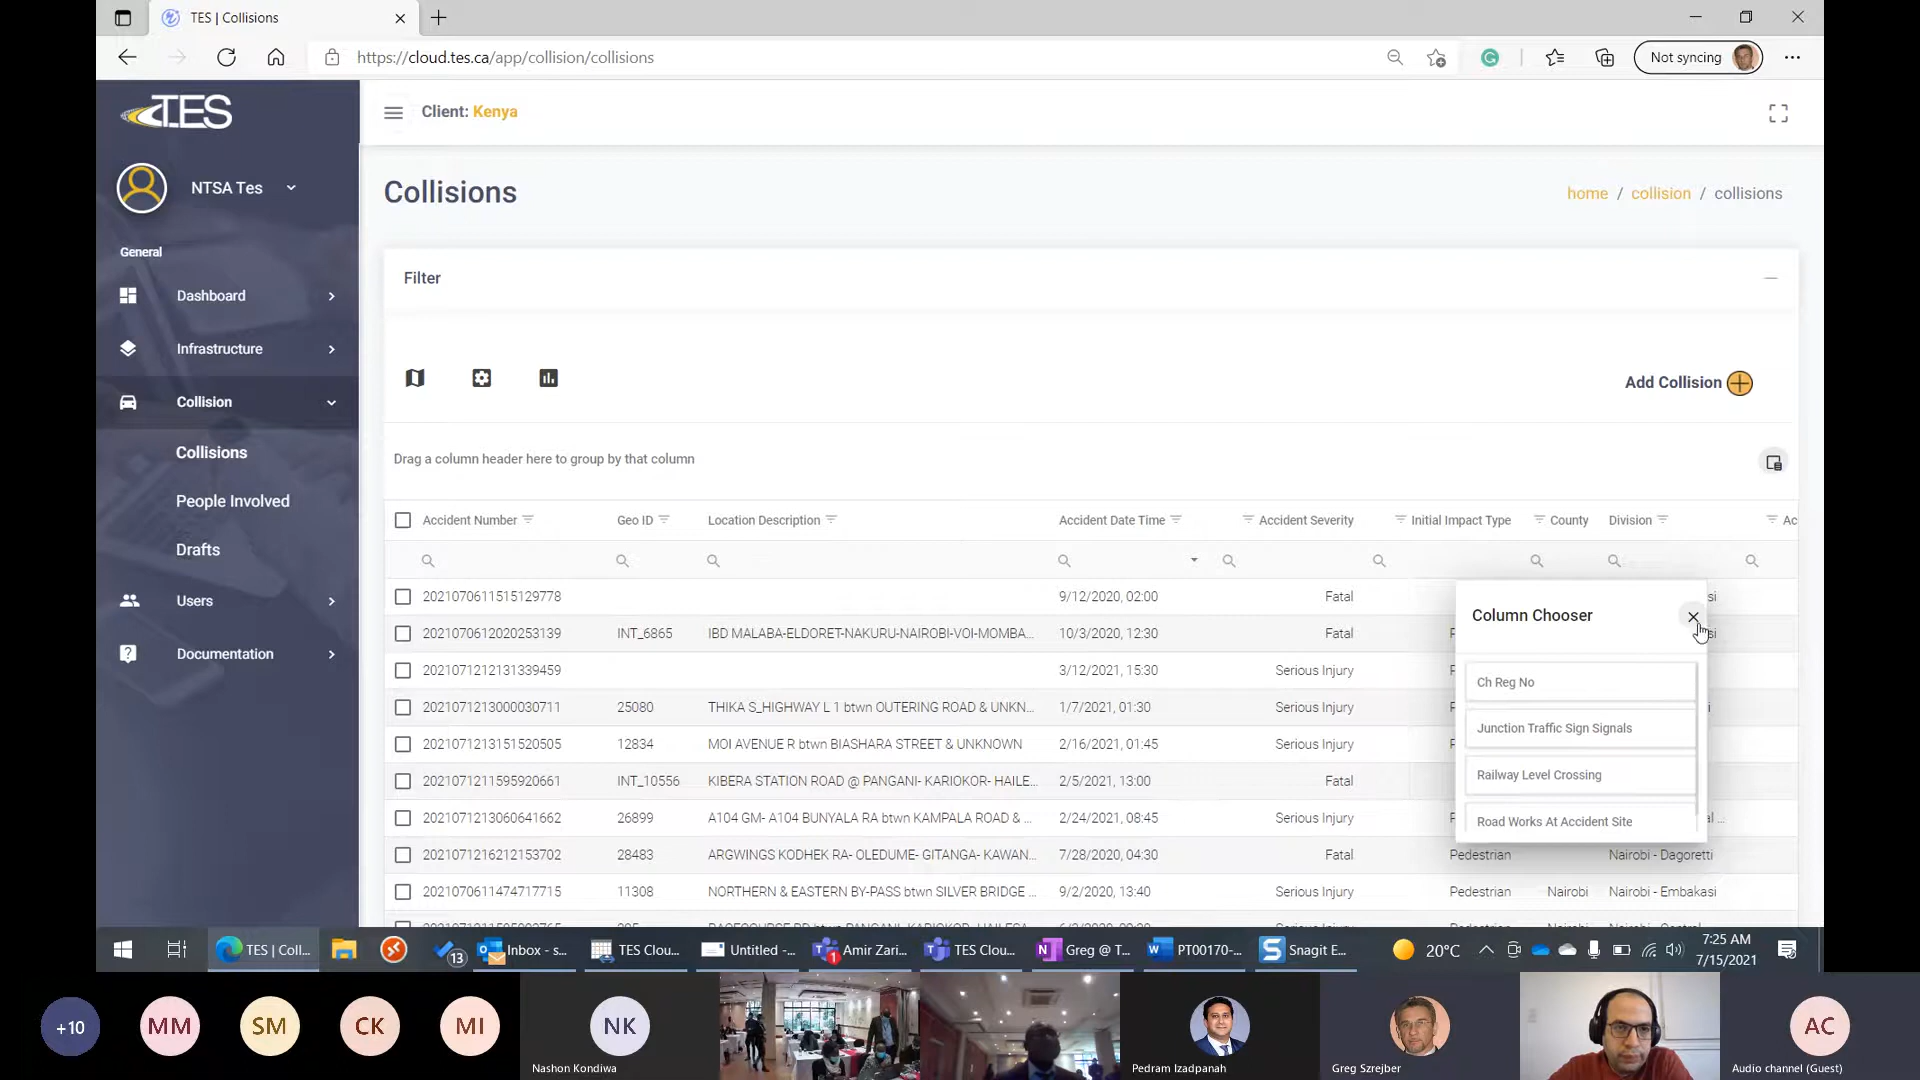 TES | Collisions
https://cloud.tes.ca/app/collision/collisions
Not syncing
TES
Client: Kenya
NTSA Tes
Collisions
home / collision / collisions
General
Filter
Dashboard
Infrastructure
Collision
Add Collision
Collisions
Drag a column header here to group by that column
People Involved
Accident Number Geo ID Location Description Accident Date Time Accident Severity Initial Impact Type County Division Ac
Drafts
Users
Documentation
2021070611515129778 9/12/2020, 02:00 Fatal si
2021070612020253139 INT_6865 IBD MALABA-ELDORET-NAKURU-NAIROBI-VOI-MOMBA... 10/3/2020, 12:30 Fatal F si
2021071212131339459 3/12/2021, 15:30 Serious Injury F
2021071213000030711 25080 THIKA S_HIGHWAY L 1 btwn OUTERING ROAD & UNKN... 1/7/2021, 01:30 Serious Injury F i
2021071213151520505 12834 MOI AVENUE R btwn BIASHARA STREET & UNKNOWN 2/16/2021, 01:45 Serious Injury F
2021071211595920661 INT_10556 KIBERA STATION ROAD @ PANGANI- KARIOKOR- HAILE... 2/5/2021, 13:00 Fatal
2021071213060641662 26899 A104 GM- A104 BUNYALA RA btwn KAMPALA ROAD & ... 2/24/2021, 08:45 Serious Injury F al ...
2021071216212153702 28483 ARGWINGS KODHEK RA- OLEDUME- GITANGA- KAWAN... 7/28/2020, 04:30 Fatal Pedestrian Nairobi - Dagoretti
2021070611474717715 11308 NORTHERN & EASTERN BY-PASS btwn SILVER BRIDGE ... 9/2/2020, 13:40 Serious Injury Pedestrian Nairobi Nairobi - Embakasi
Column Chooser
Ch Reg No
Junction Traffic Sign Signals
Railway Level Crossing
Road Works At Accident Site
TES | Coll...
13
Inbox - s...
TES Clou...
Untitled -...
1
Amir Zari...
TES Clou...
Greg @ T...
PT00170-...
Snagit E...
20°C
7:25 AM
7/15/2021
+10
MM
SM
CK
MI
NK
AC
Nashon Kondiwa
Pedram Izadpanah
Greg Szrejber
Audio channel (Guest)